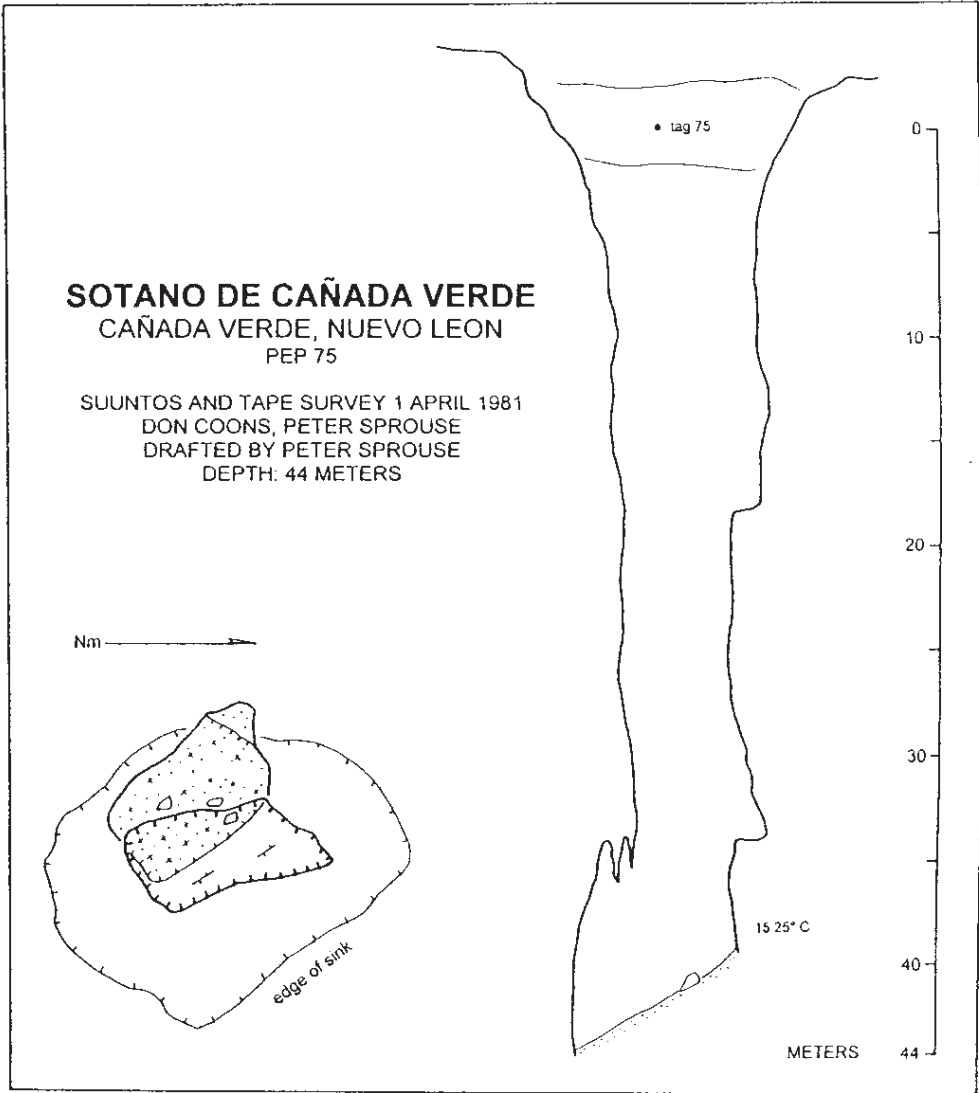 SOTANO DE CAÑADA VERDE
CAÑADA VERDE, NUEVO LEON
PEP 75
SUUNTOS AND TAPE SURVEY 1 APRIL 1981
DON COONS, PETER SPROUSE
DRAFTED BY PETER SPROUSE
DEPTH: 44 METERS
Nm
edge of sink
tag 75
0
10
20
30
15 25° C
40
METERS 44